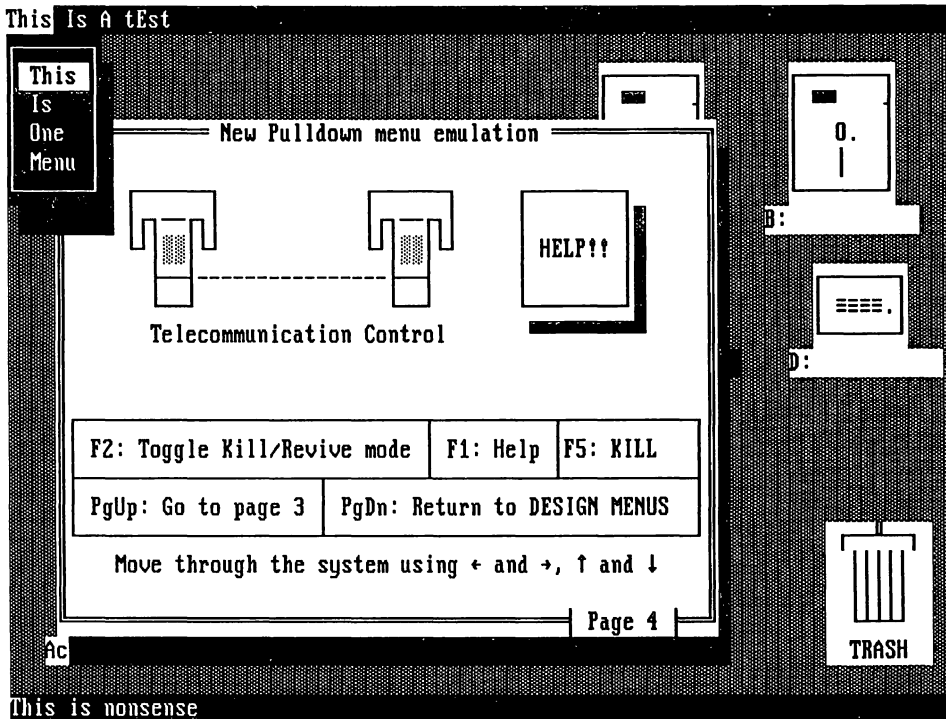 This Is A tEst
This
Is
One
Menu
New Pulldown menu emulation
0.
B:
HELP!!
Telecommunication Control
D:
F2: Toggle Kill/Revive mode F1: Help F5: KILL
PgUp: Go to page 3 PgDn: Return to DESIGN MENUS
Move through the system using ← and →, ↑ and ↓
Page 4
Ac
TRASH
This is nonsense